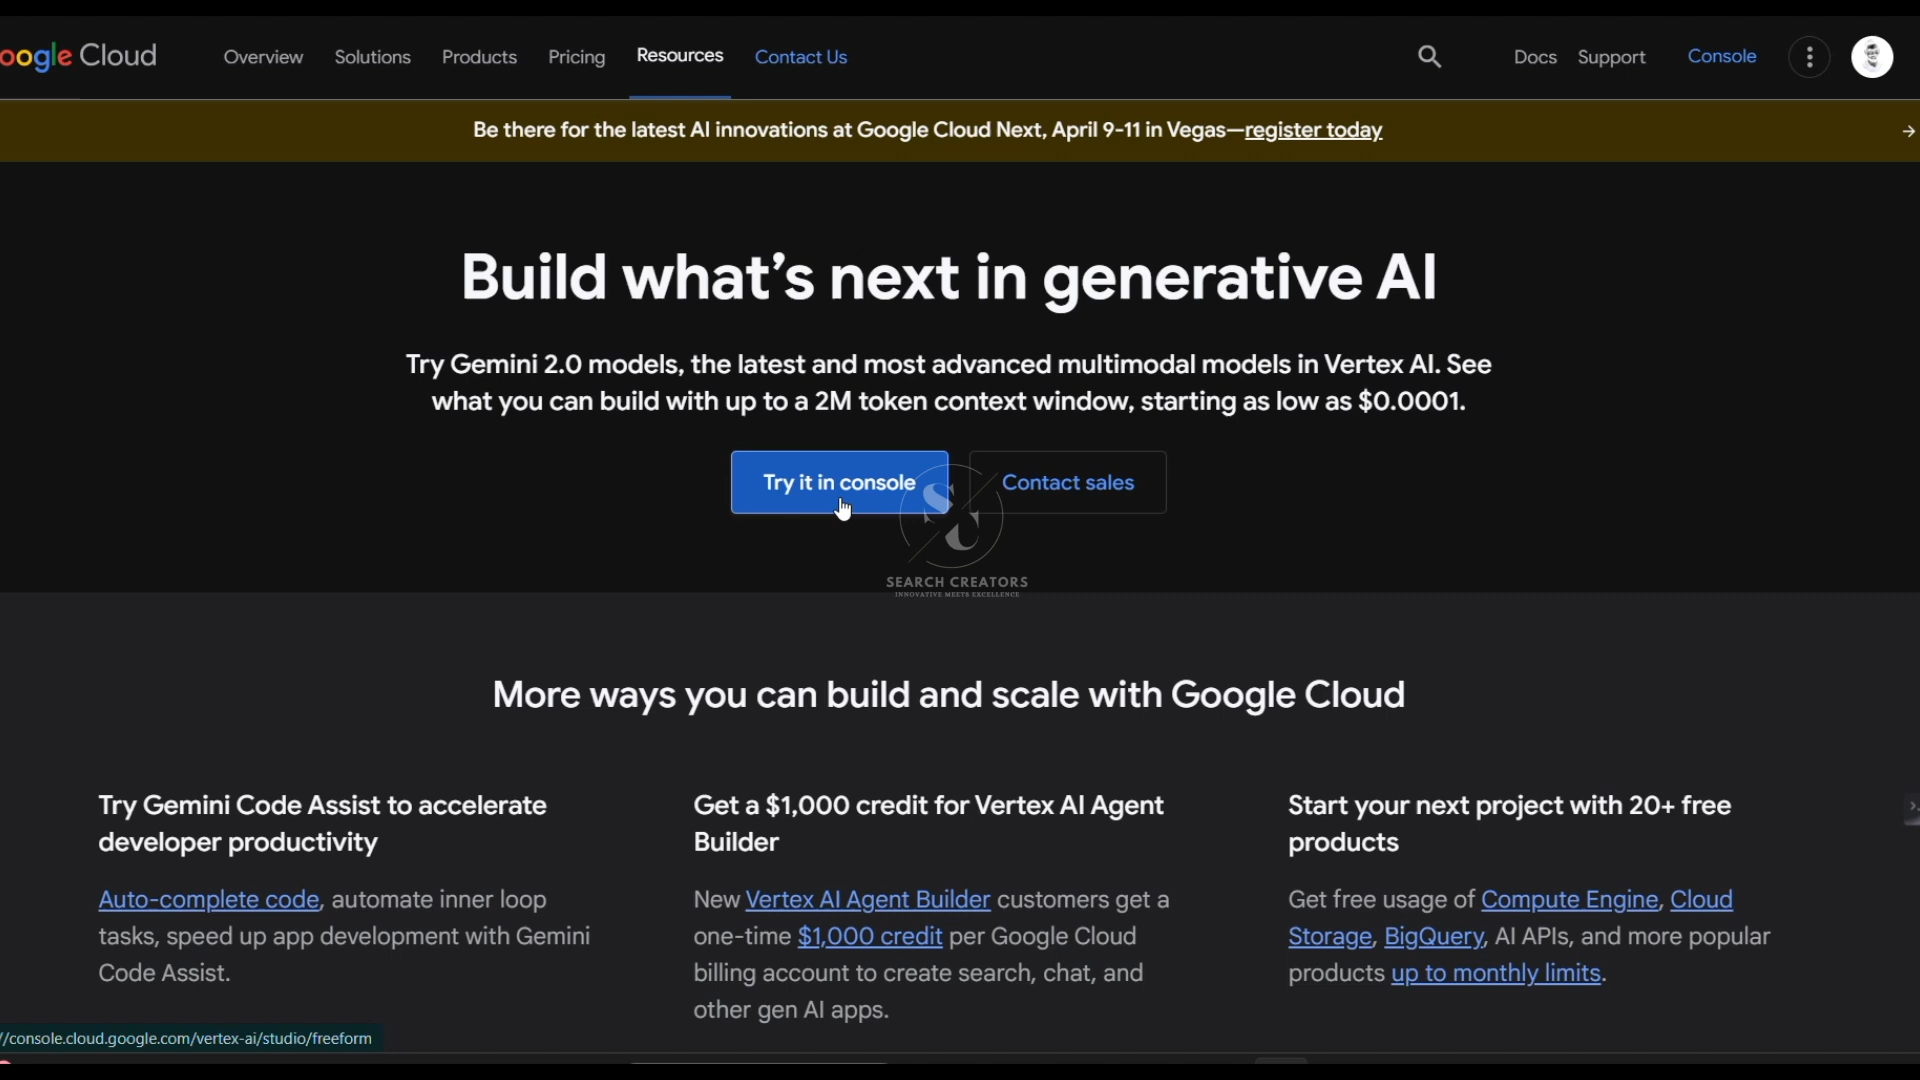 oogle Cloud
Overview Solutions Products Pricing Resources Contact Us Docs Support Console
Be there for the latest AI innovations at Google Cloud Next, April 9-11 in Vegas—register today
Build what's next in generative AI
Try Gemini 2.0 models, the latest and most advanced multimodal models in Vertex AI. See
what you can build with up to a 2M token context window, starting as low as $0.0001.
Try it in console Contact sales
SEARCH CREATORS
INNOVATIVE MEETS EXCELLENCE
More ways you can build and scale with Google Cloud
Try Gemini Code Assist to accelerate
developer productivity
Auto-complete code, automate inner loop
tasks, speed up app development with Gemini
Code Assist.
Get a $1,000 credit for Vertex AI Agent
Builder
New Vertex AI Agent Builder customers get a
one-time $1,000 credit per Google Cloud
billing account to create search, chat, and
other gen AI apps.
Start your next project with 20+ free
products
Get free usage of Compute Engine, Cloud
Storage, BigQuery, AI APIs, and more popular
products up to monthly limits.
//console.cloud.google.com/vertex-ai/studio/freeform